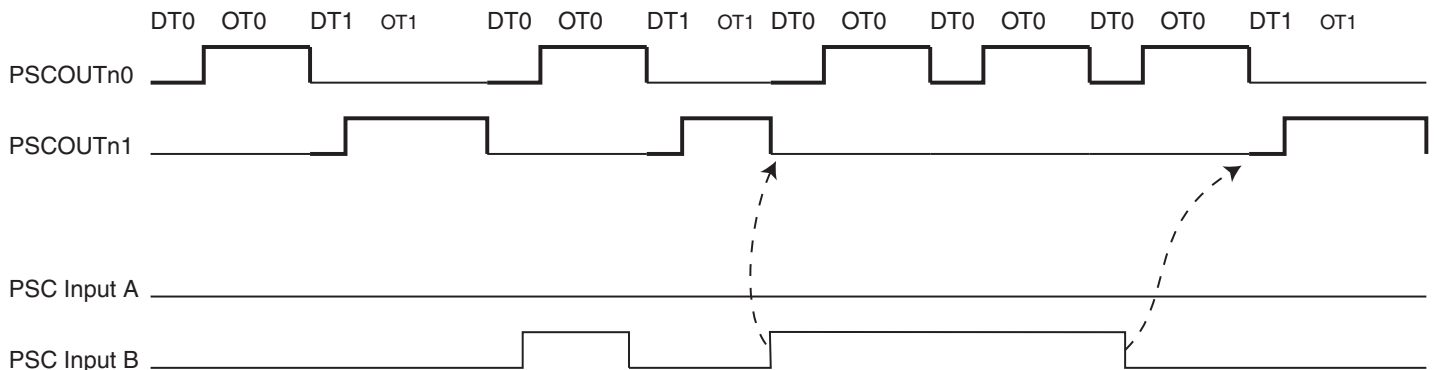 DT0 OT0 DT1 OT1 DT0 OT0 DT1 OT1 DT0 OT0 DT0 OT0 DT0 OT0 DT1 OT1
PSCOUTn0
PSCOUTn1
PSC Input A
PSC Input B